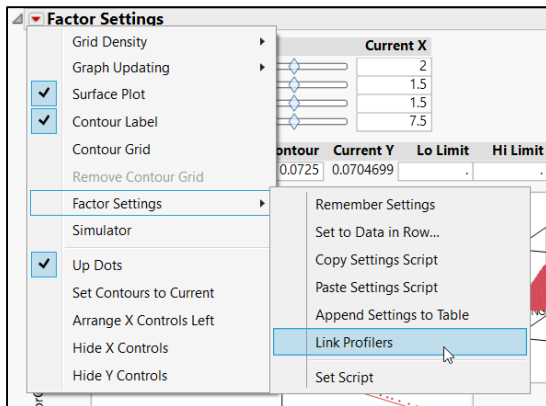 Factor Settings
Grid Density
Graph Updating
Surface Plot
Contour Label
Contour Grid
Remove Contour Grid
Factor Settings
Simulator
Up Dots
Set Contours to Current
Arrange X Controls Left
Hide X Controls
Hide Y Controls
Current X
2
1.5
1.5
7.5
ontour Current Y Lo Limit Hi Limit
0.0725 0.0704699 . .
Remember Settings
Set to Data in Row...
Copy Settings Script
Paste Settings Script
Append Settings to Table
Link Profilers
Set Script